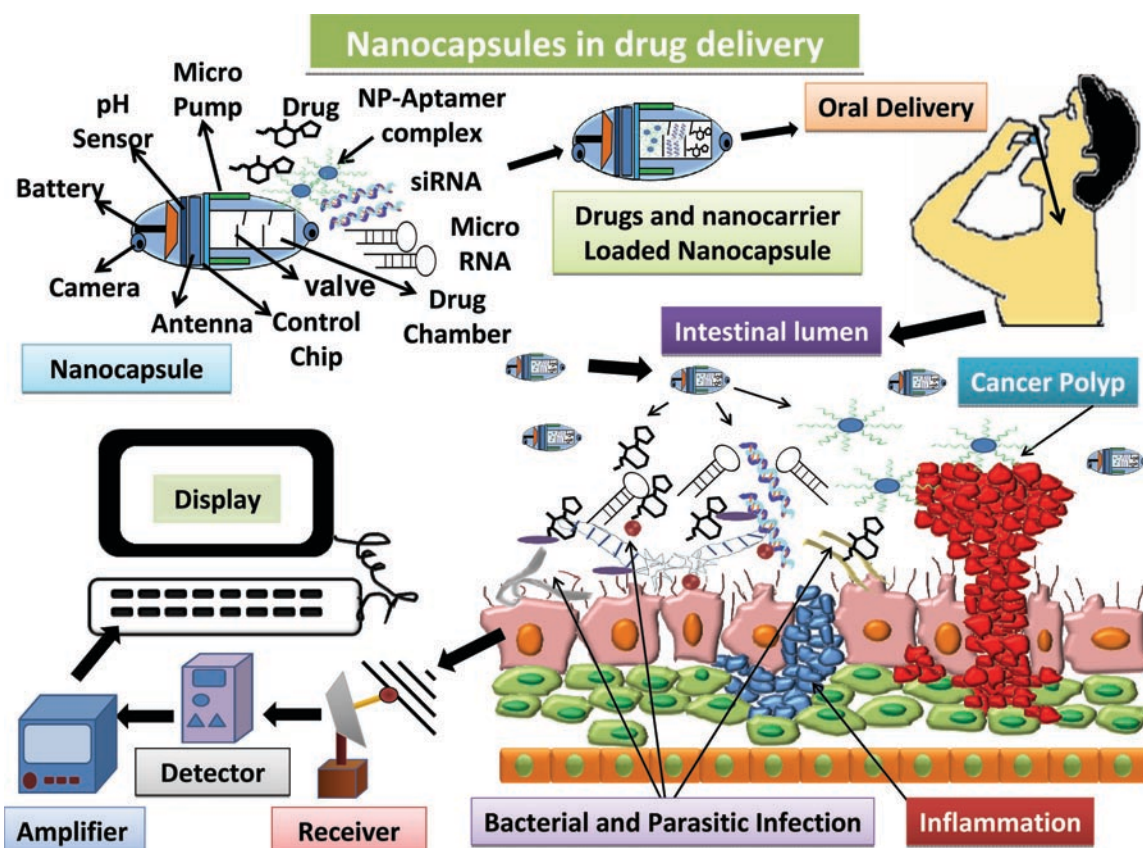 Nanocapsules in drug delivery
Micro
Pump
pH
Sensor
Drug
NP-Aptamer
complex
siRNA
Battery
Micro
RNA
Camera
Antenna
Control
Chip
valve
Drug
Chamber
Nanocapsule
Drugs and nanocarrier
Loaded Nanocapsule
Oral Delivery
Intestinal lumen
Cancer Polyp
Display
Detector
Amplifier
Receiver
Bacterial and Parasitic Infection
Inflammation